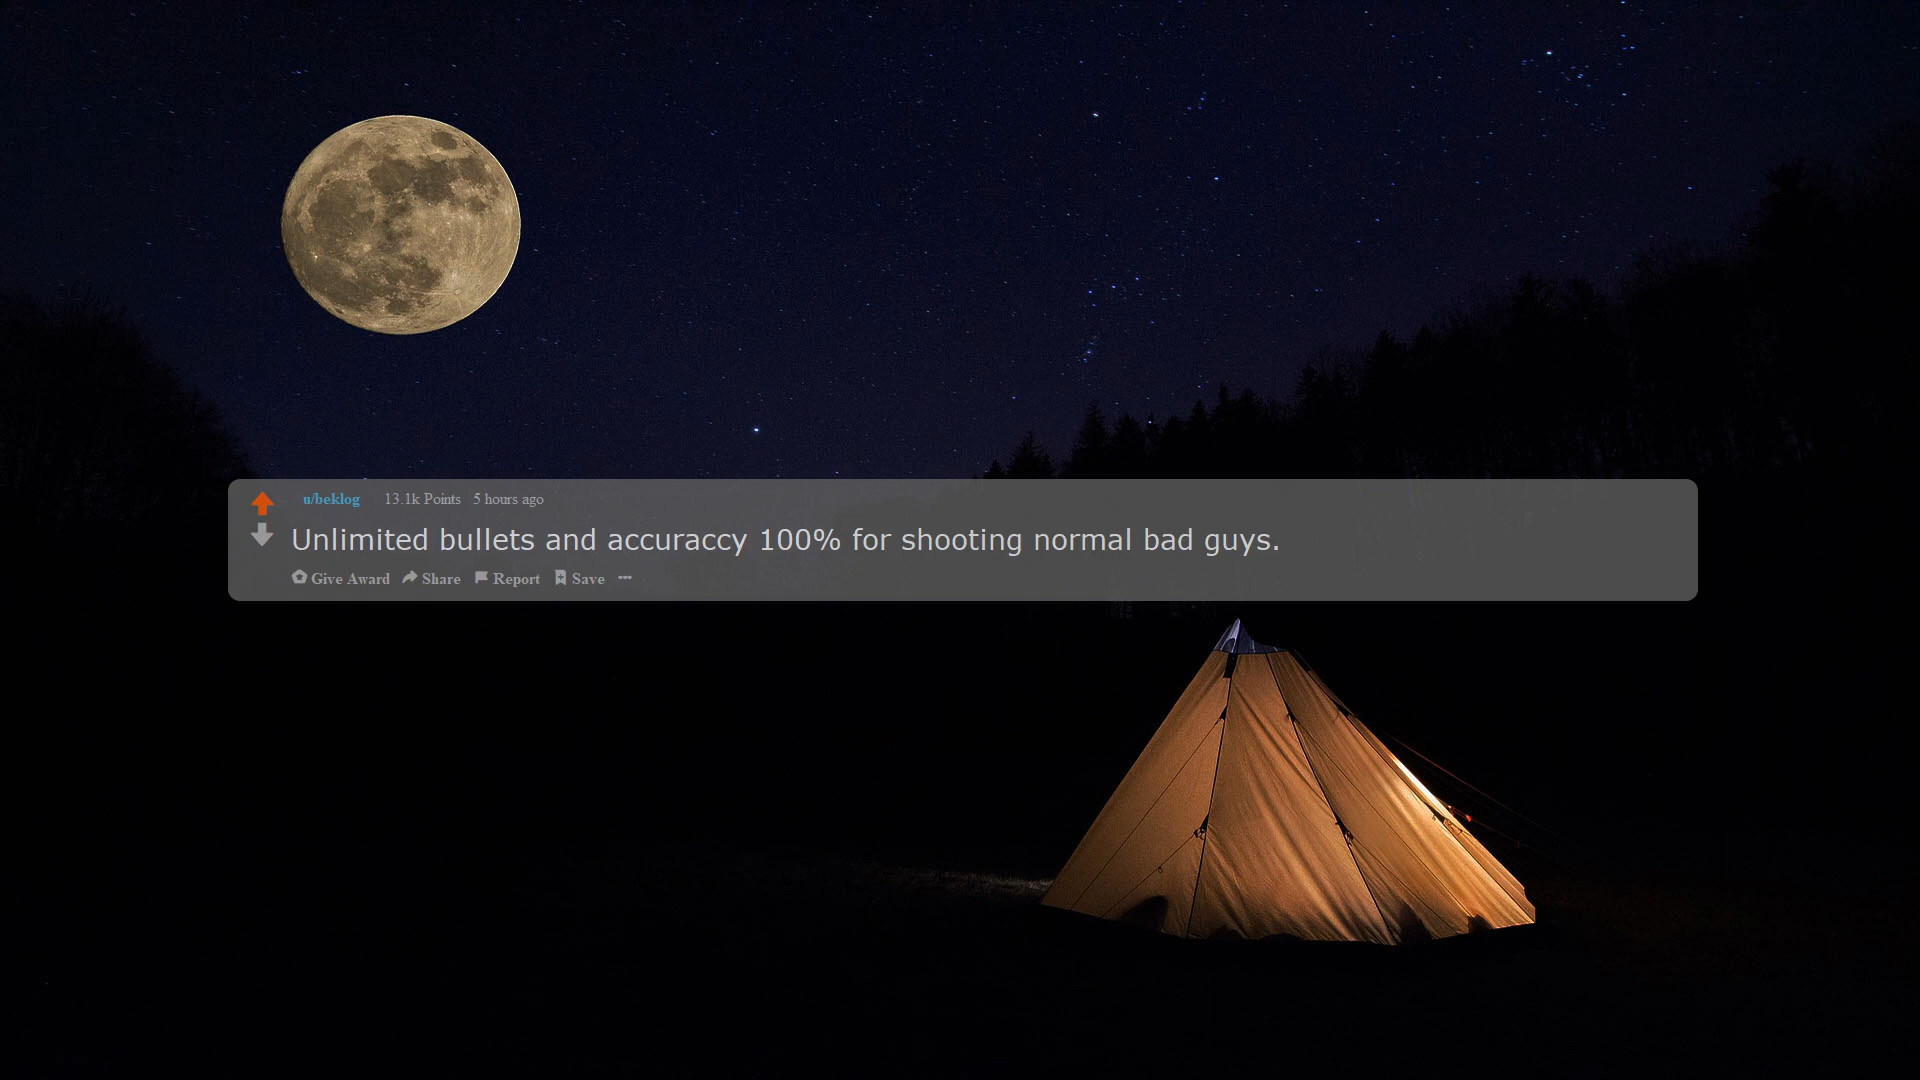 u/beklog 13.1k Points 5 hours ago
Unlimited bullets and accuraccy 100% for shooting normal bad guys.
Give Award Share Report Save